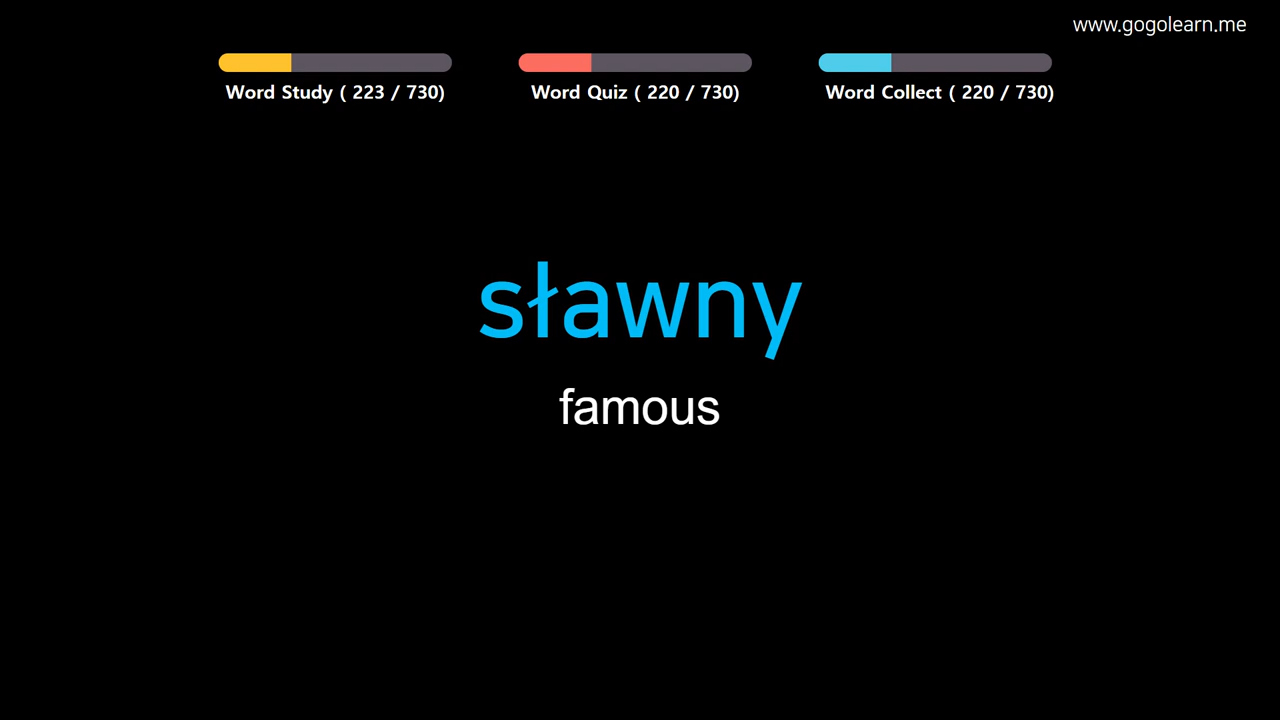 www.gogolearn.me
Word Study ( 223 / 730)
Word Quiz ( 220 / 730)
Word Collect ( 220 / 730)
sławny
famous